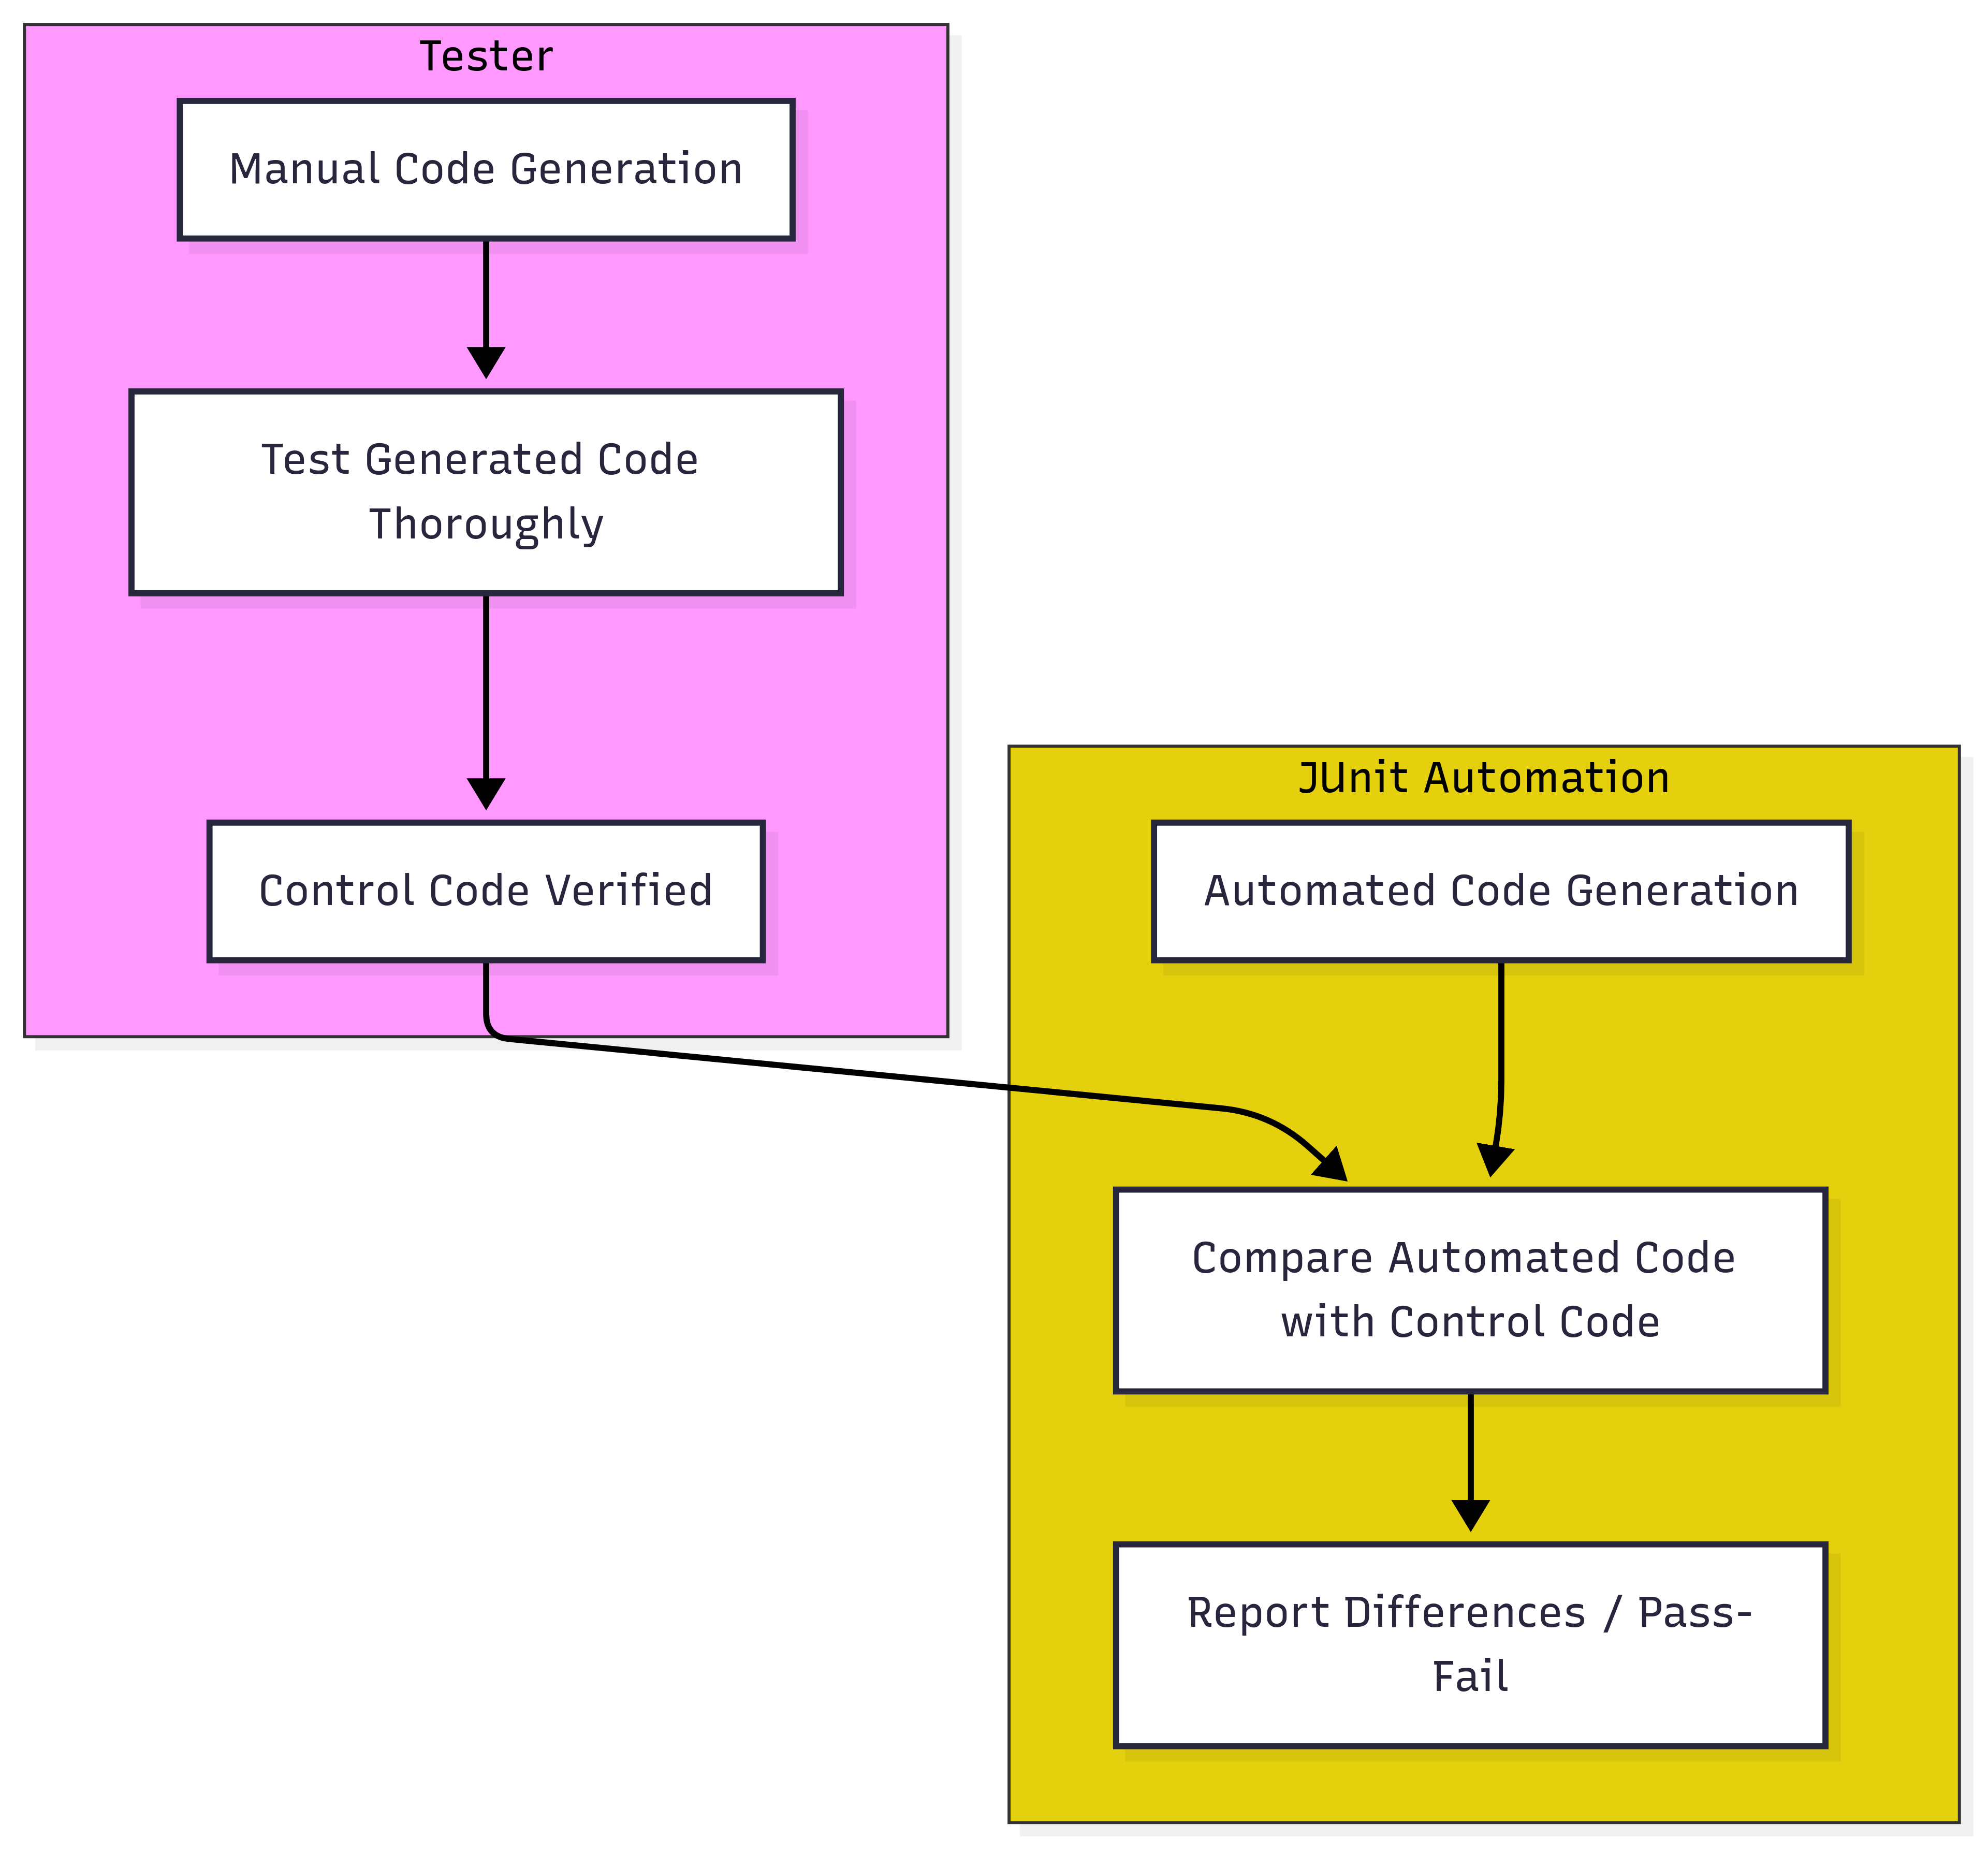 Tester
Manual Code Generation
Test Generated Code
Thoroughly
Control Code Verified
JUnit Automation
Automated Code Generation
Compare Automated Code
with Control Code
Report Differences / Pass-
Fail